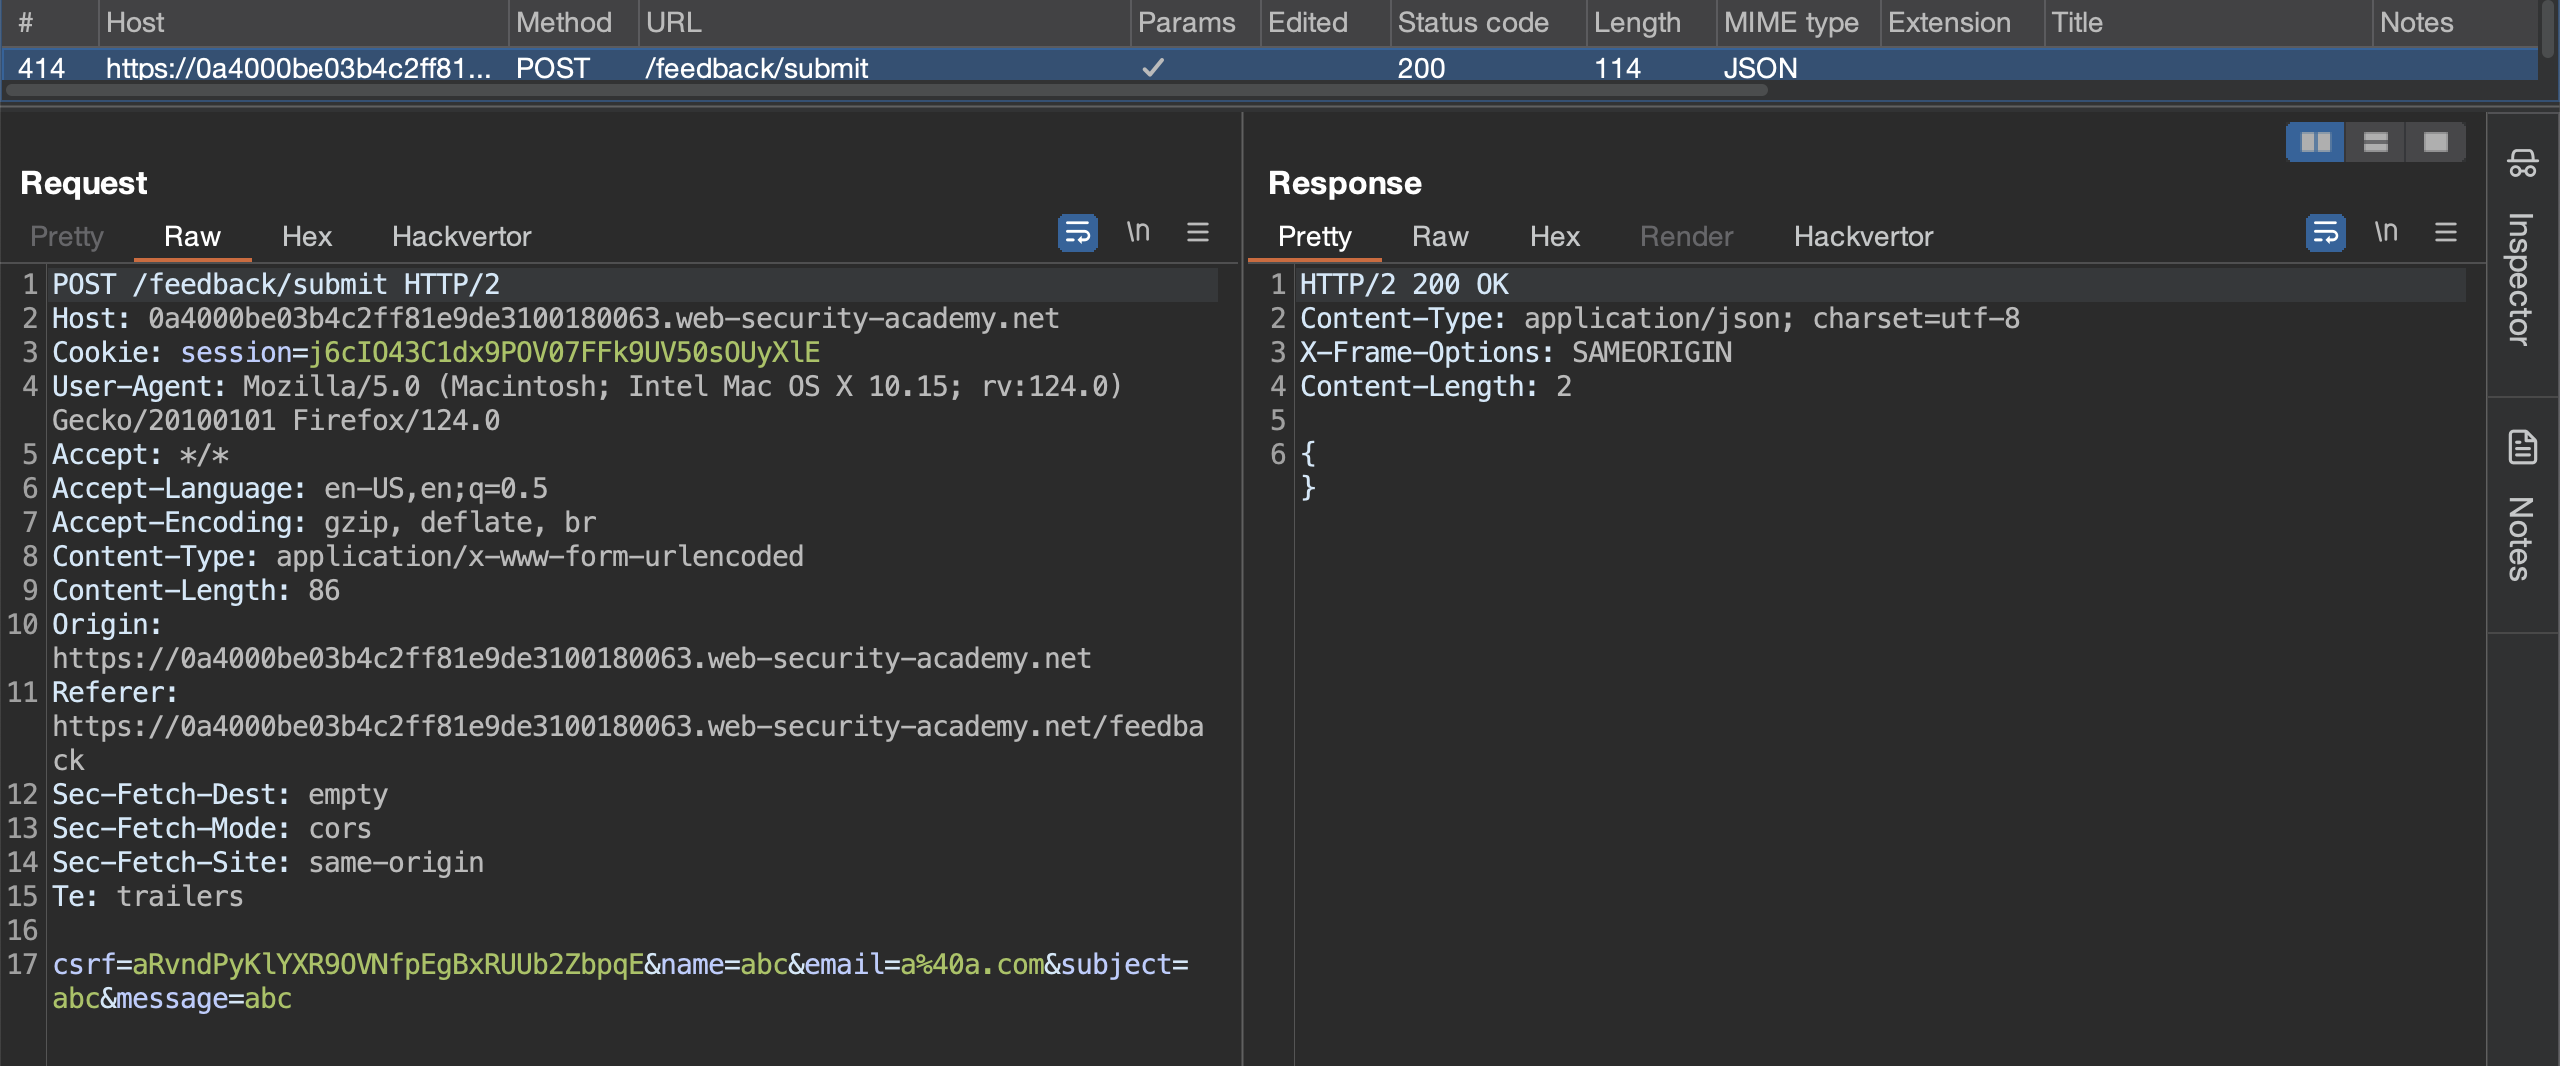 # Host Method URL Params Edited Status code Length MIME type Extension Title Notes
414 https://0a4000be03b4c2ff81... POST /feedback/submit ✓ 200 114 JSON
Request
Pretty Raw Hex Hackvertor \n
1 POST /feedback/submit HTTP/2
2 Host: 0a4000be03b4c2ff81e9de3100180063.web-security-academy.net
3 Cookie: session=j6cIO43C1dx9POV07FFk9UV50sOUyXlE
4 User-Agent: Mozilla/5.0 (Macintosh; Intel Mac OS X 10.15; rv:124.0)
Gecko/20100101 Firefox/124.0
5 Accept: */*
6 Accept-Language: en-US,en;q=0.5
7 Accept-Encoding: gzip, deflate, br
8 Content-Type: application/x-www-form-urlencoded
9 Content-Length: 86
10 Origin:
https://0a4000be03b4c2ff81e9de3100180063.web-security-academy.net
11 Referer:
https://0a4000be03b4c2ff81e9de3100180063.web-security-academy.net/feedba
ck
12 Sec-Fetch-Dest: empty
13 Sec-Fetch-Mode: cors
14 Sec-Fetch-Site: same-origin
15 Te: trailers
16
17 csrf=aRvndPyKlYXR9OVNfpEgBxRUUb2ZbpqE&name=abc&email=a%40a.com&subject=
abc&message=abc
Response
Pretty Raw Hex Render Hackvertor \n
1 HTTP/2 200 OK
2 Content-Type: application/json; charset=utf-8
3 X-Frame-Options: SAMEORIGIN
4 Content-Length: 2
5
6 {
}
Inspector
Notes